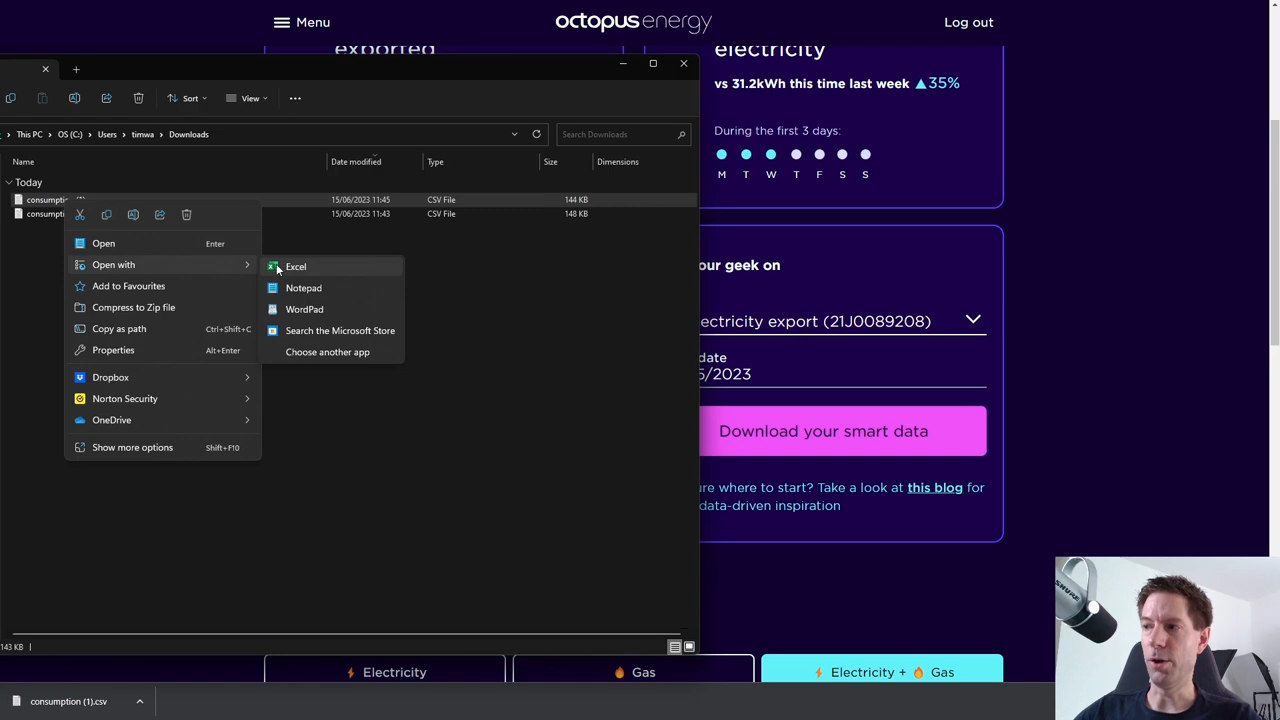 Menu
octopus energy
Log out
exported
electricity
vs 31.2kWh this time last week ▲35%
During the first 3 days:
M T W T F S S
Sort
View
This PC > OS (C:) > Users > timwa > Downloads
Search Downloads
Name
Date modified
Type
Size
Dimensions
Today
15/06/2023 11:45
CSV File
144 KB
15/06/2023 11:43
CSV File
148 KB
Open
Enter
Open with
Add to Favourites
Compress to Zip file
Copy as path
Ctrl+Shift+C
Properties
Alt+Enter
Dropbox
Norton Security
OneDrive
Show more options
Shift+F10
Excel
Notepad
WordPad
Search the Microsoft Store
Choose another app
our geek on
ectricity export (21J0089208)
date
5/2023
Download your smart data
re where to start? Take a look at this blog for
data-driven inspiration
SHURE
143 KB
Electricity
Gas
Electricity + Gas
consumption (1).csv